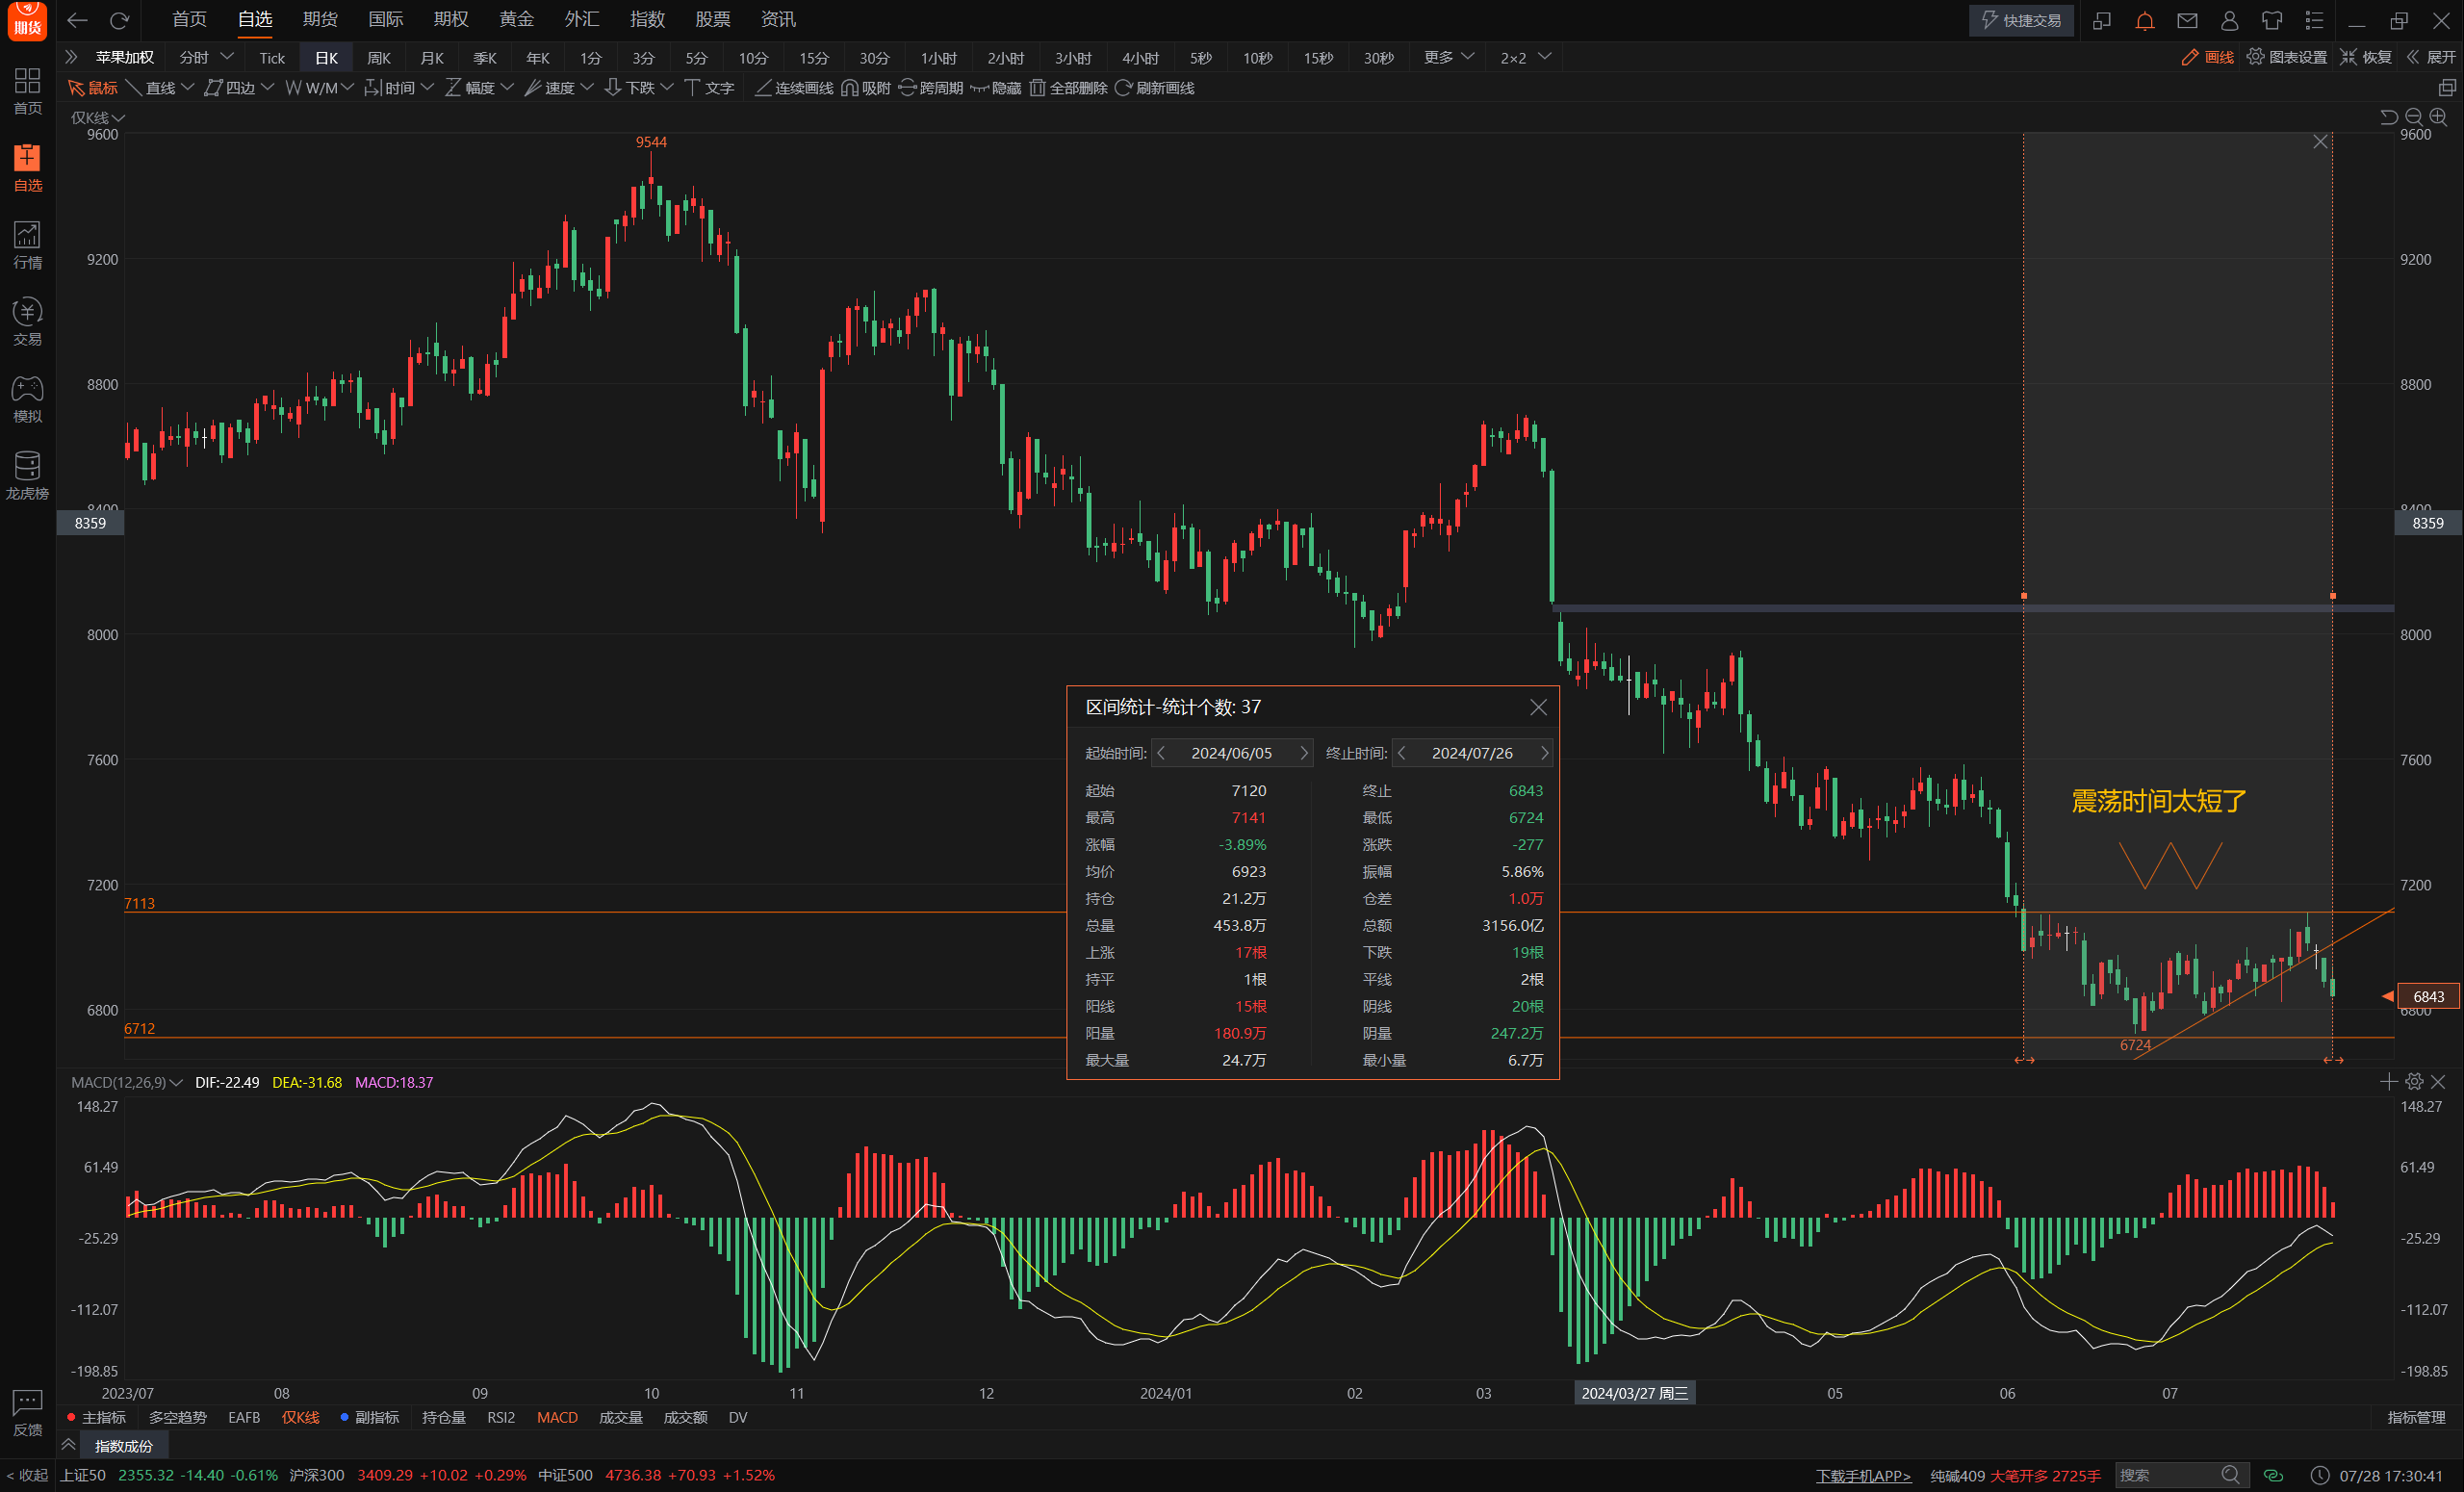 期货
首页 自选 期货 国际 期权 黄金 外汇 指数 股票 资讯 快捷交易
苹果加权 分时 Tick 日K 周K 月K 季K 年K 1分 3分 5分 10分 15分 30分 1小时 2小时 3小时 4小时 5秒 10秒 15秒 30秒 更多 2×2 画线 图表设置 恢复 展开
鼠标 直线 四边 W/M 时间 幅度 速度 下跌 文字 连续画线 吸附 跨周期 隐藏 全部删除 刷新画线
首页
自选
行情
交易
模拟
龙虎榜
反馈
仅K线
9600 9600
9544
9200 9200
8800 8800
8400 8400
8359 8359
8000 8000
7600 7600
7200 7200
7113
6800 6800
6712
6843
6724
震荡时间太短了
区间统计-统计个数: 37
起始时间: 2024/06/05 终止时间: 2024/07/26
起始 7120 终止 6843
最高 7141 最低 6724
涨幅 -3.89% 涨跌 -277
均价 6923 振幅 5.86%
持仓 21.2万 仓差 1.0万
总量 453.8万 总额 3156.0亿
上涨 17根 下跌 19根
持平 1根 平线 2根
阳线 15根 阴线 20根
阳量 180.9万 阴量 247.2万
最大量 24.7万 最小量 6.7万
MACD(12,26,9) DIF:-22.49 DEA:-31.68 MACD:18.37
148.27 148.27
61.49 61.49
-25.29 -25.29
-112.07 -112.07
-198.85 -198.85
2023/07 08 09 10 11 12 2024/01 02 03 2024/03/27 周三 05 06 07
主指标 多空趋势 EAFB 仅K线 副指标 持仓量 RSI2 MACD 成交量 成交额 DV 指标管理
指数成份
< 收起 上证50 2355.32 -14.40 -0.61% 沪深300 3409.29 +10.02 +0.29% 中证500 4736.38 +70.93 +1.52% 下载手机APP> 纯碱409 大笔开多 2725手 搜索 07/28 17:30:41